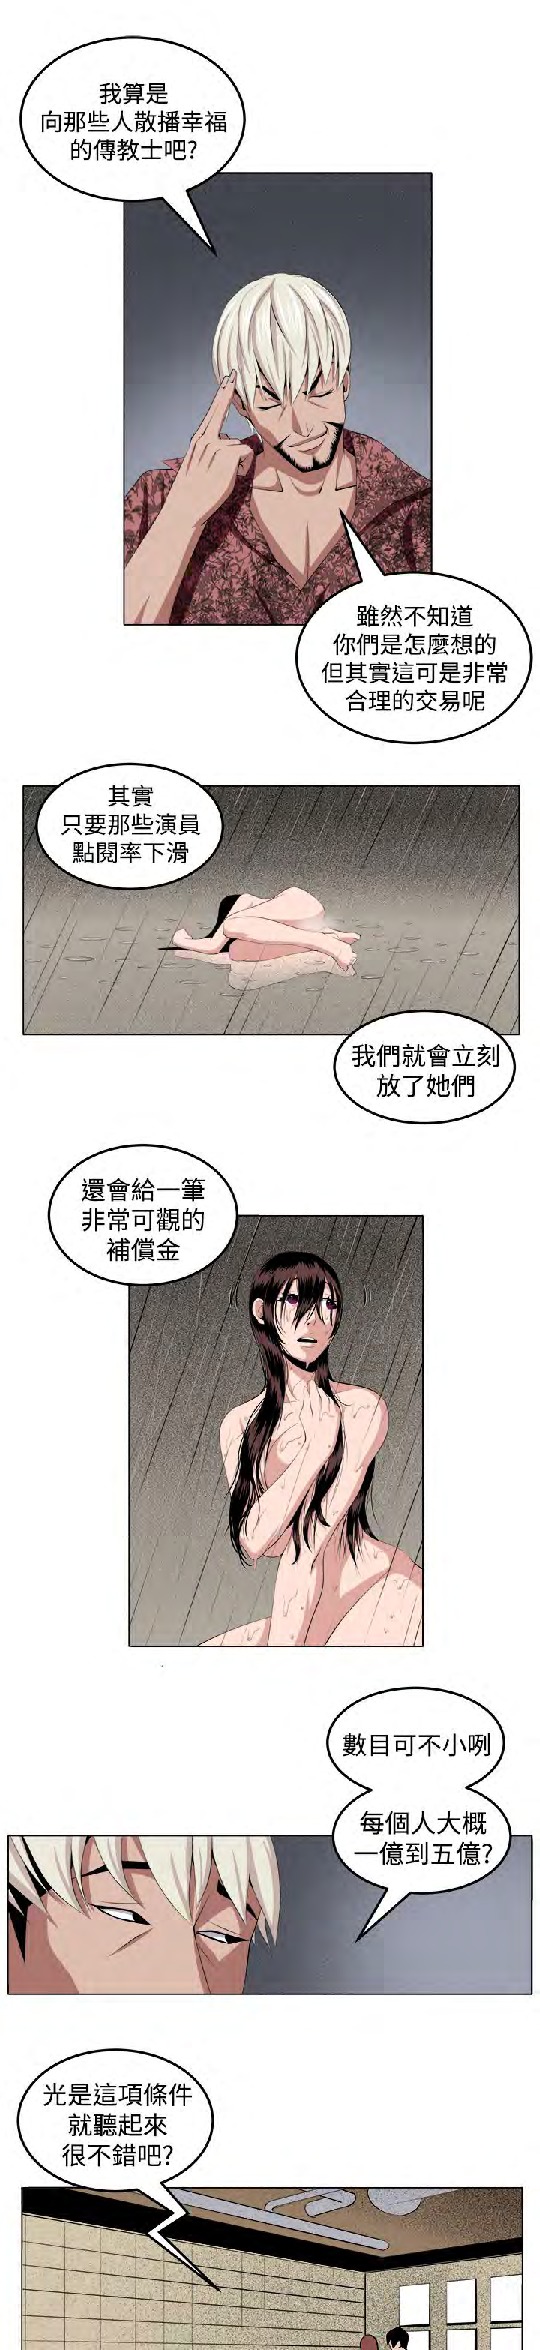 我算是
向那些人散播幸福
的傳教士吧?
雖然不知道
你們是怎麼想的
但其實這可是非常
合理的交易呢
其實
只要那些演員
點閱率下滑
我們就會立刻
放了她們
還會給一筆
非常可觀的
補償金
數目可不小咧
每個人大概
一億到五億?
光是這項條件
就聽起來
很不錯吧?